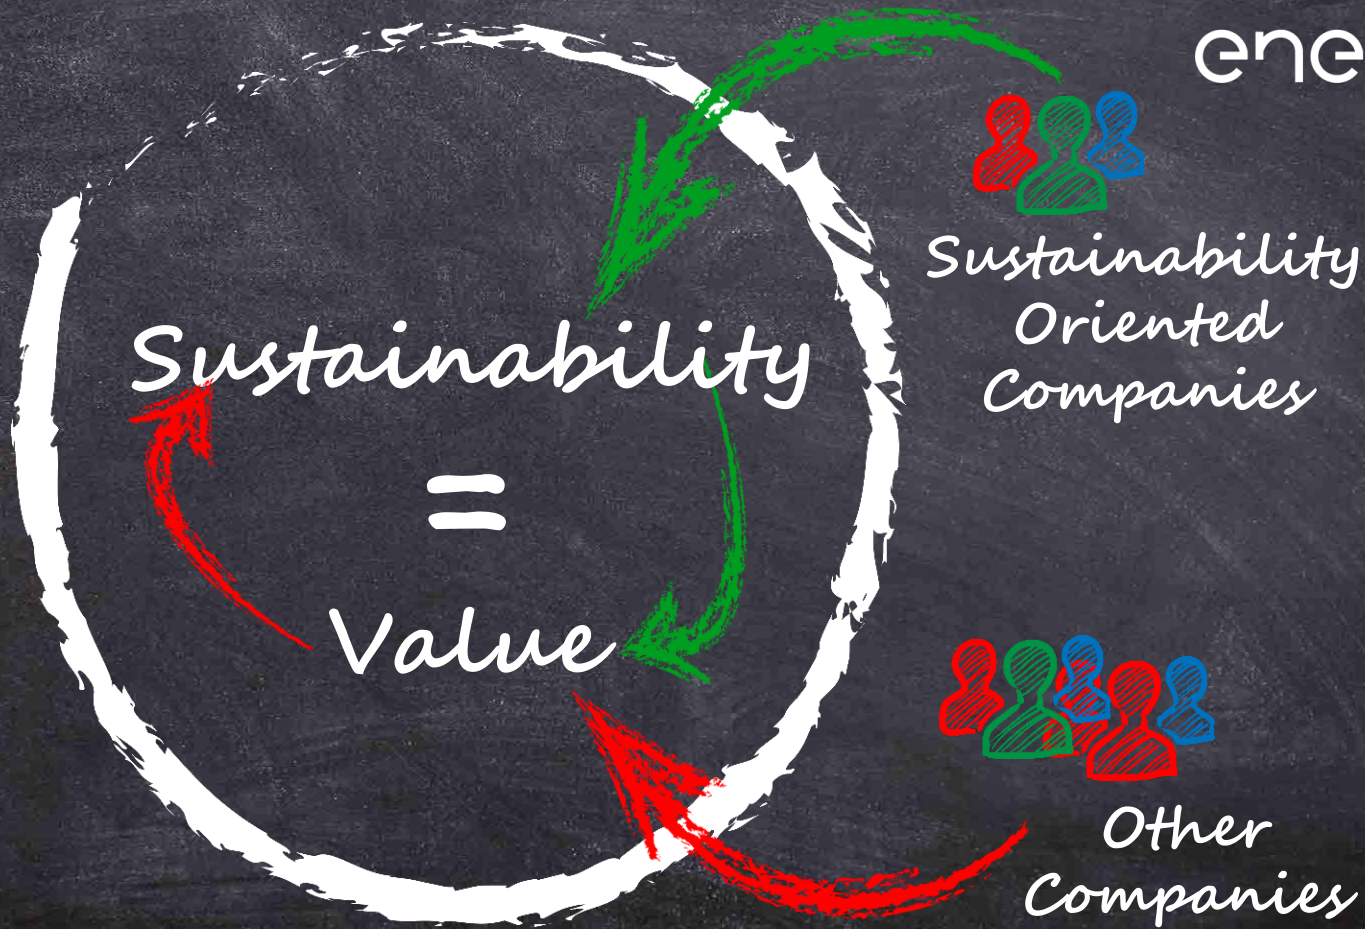 ene
Sustainability
Oriented
Companies
Sustainability
=
Value
Other
Companies